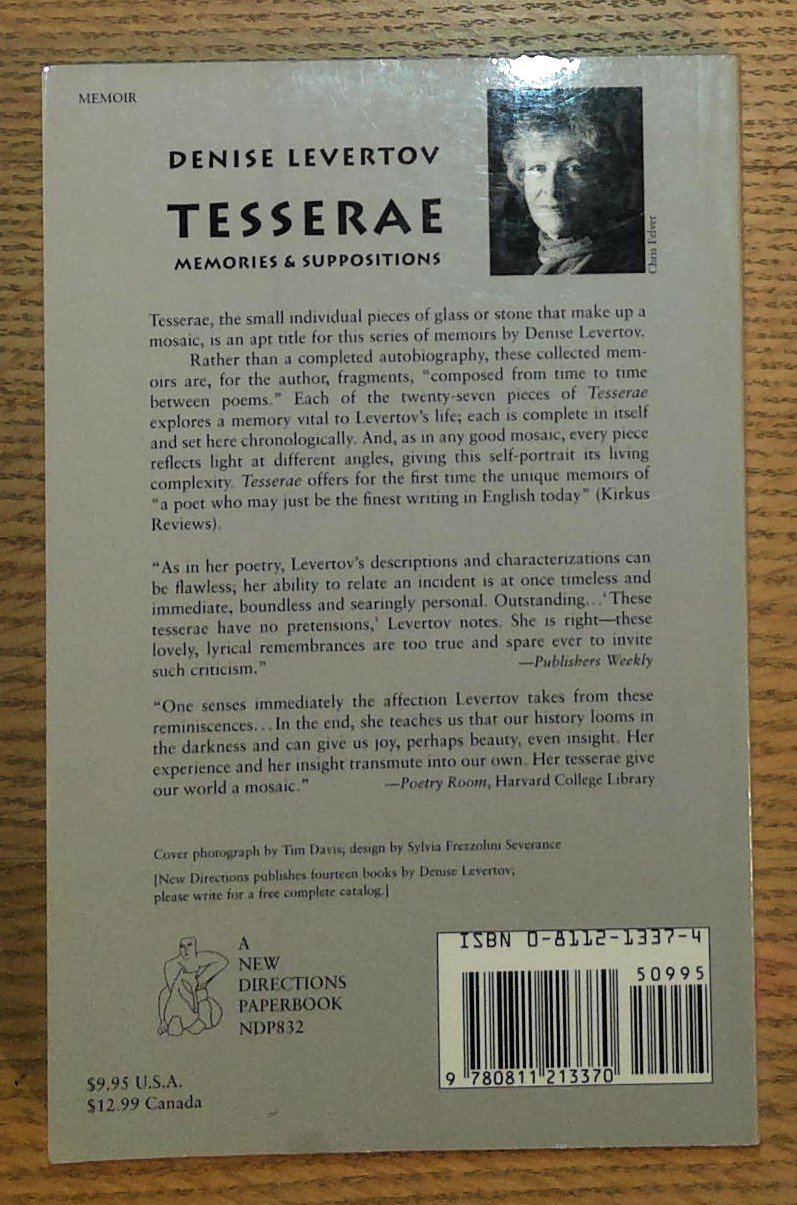 MEMOIR
DENISE LEVERTOV
TESSERAE
MEMORIES & SUPPOSITIONS
Chris Felver
Tesserae, the small individual pieces of glass or stone that make up a
mosaic, is an apt title for this series of memoirs by Denise Levertov.
Rather than a completed autobiography, these collected mem-
oirs are, for the author, fragments, “composed from time to time
between poems.” Each of the twenty-seven pieces of Tesserae
explores a memory vital to Levertov’s life; each is complete in itself
and set here chronologically. And, as in any good mosaic, every piece
reflects light at different angles, giving this self-portrait its living
complexity. Tesserae offers for the first time the unique memoirs of
“a poet who may just be the finest writing in English today” (Kirkus
Reviews).
“As in her poetry, Levertov’s descriptions and characterizations can
be flawless; her ability to relate an incident is at once timeless and
immediate, boundless and searingly personal. Outstanding...‘These
tesserae have no pretensions,’ Levertov notes. She is right—these
lovely, lyrical remembrances are too true and spare ever to invite
such criticism.” —Publishers Weekly
“One senses immediately the affection Levertov takes from these
reminiscences...In the end, she teaches us that our history looms in
the darkness and can give us joy, perhaps beauty, even insight. Her
experience and her insight transmute into our own. Her tesserae give
our world a mosaic.” —Poetry Room, Harvard College Library
Cover photograph by Tim Davis; design by Sylvia Frezzolini Severance
[New Directions publishes fourteen books by Denise Levertov;
please write for a free complete catalog.]
A
NEW
DIRECTIONS
PAPERBOOK
NDP832
ISBN 0-8112-1337-4
50995
9 780811 213370
$9.95 U.S.A.
$12.99 Canada